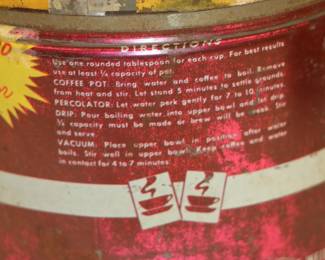 DIRECTIONS
Use one rounded tablespoon for each cup. For best results
use at least ¾ capacity of pot.
COFFEE POT: Bring water and coffee to boil. Remove
from heat and stir. Let stand 5 minutes to settle grounds.
PERCOLATOR: Let water perk gently for 7 to 10 minutes.
DRIP: Pour boiling water into upper bowl and let drip.
¾ capacity must be made or brew will be weak. Stir
and serve.
VACUUM: Place upper bowl in position after water
boils. Stir well in upper bowl. Keep coffee and water
in contact for 4 to 7 minutes.